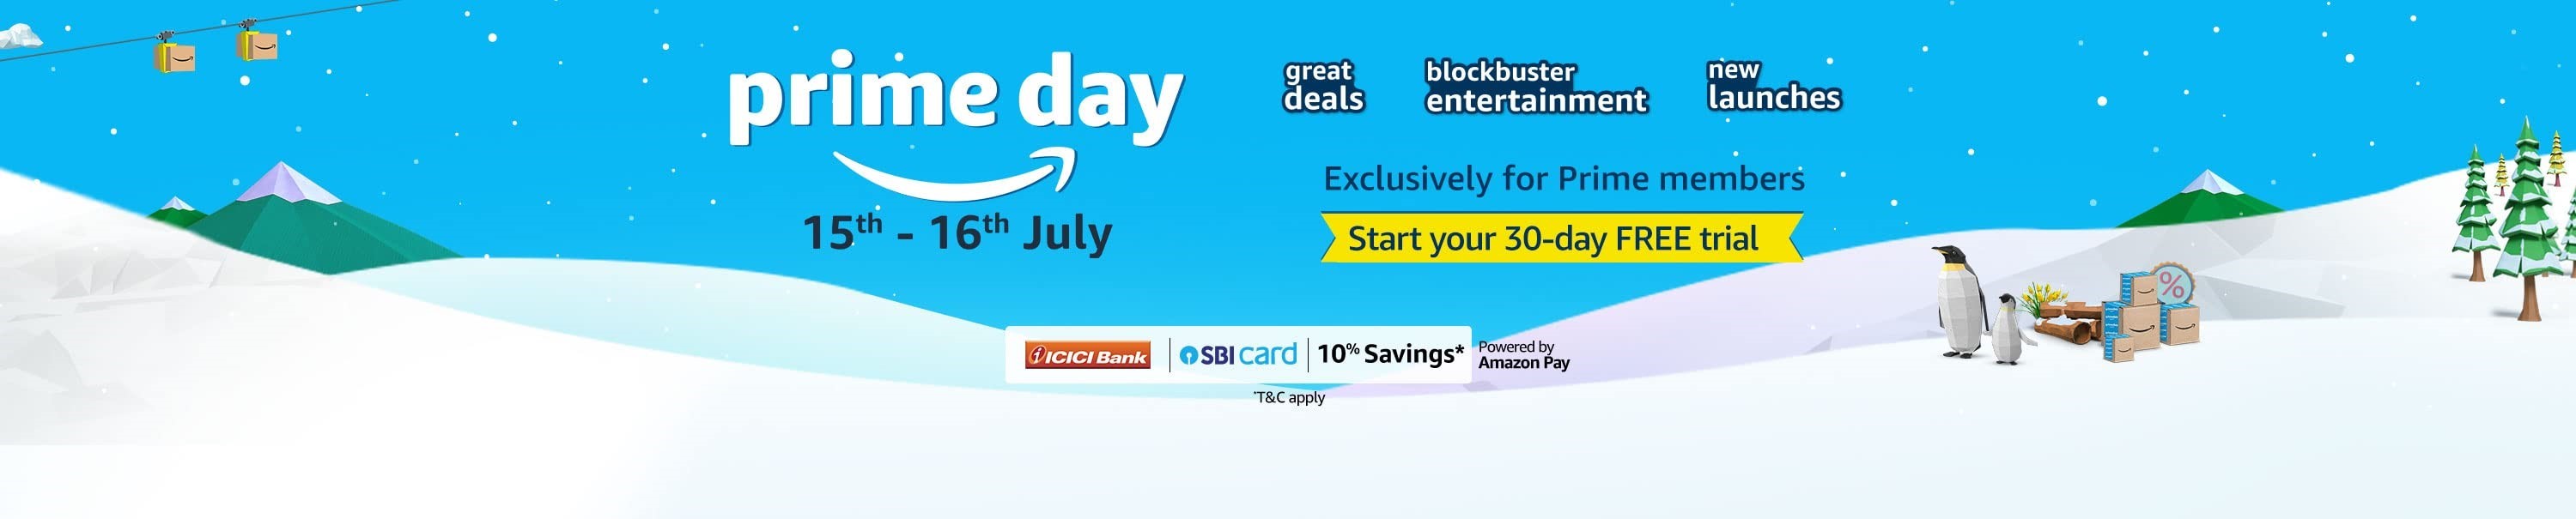 prime day
15th - 16th July
great
deals
blockbuster
entertainment
new
launches
Exclusively for Prime members
Start your 30-day FREE trial
ICICI Bank
SBI card
10% Savings*
Powered by
Amazon Pay
*T&C apply
%